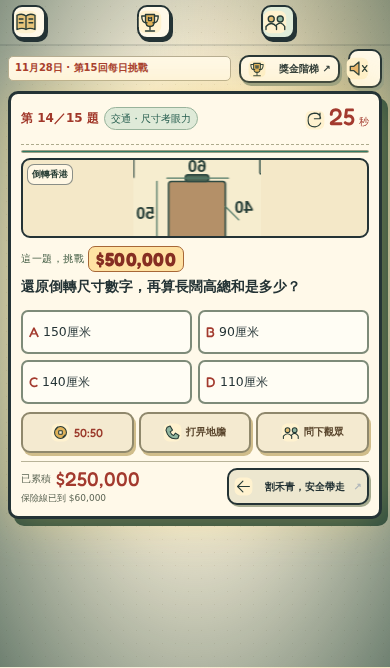 11月28日 · 第15回每日挑戰
獎金階梯 ↗
第 14／15 題
交通 · 尺寸考眼力
25 秒
倒轉香港
60
50
40
這一題，挑戰 $500,000
還原倒轉尺寸數字，再算長闊高總和是多少？
A 150厘米
B 90厘米
C 140厘米
D 110厘米
50:50
打畀地膽
問下觀眾
已累積 $250,000
保險線已到 $60,000
割禾青，安全帶走 ↗